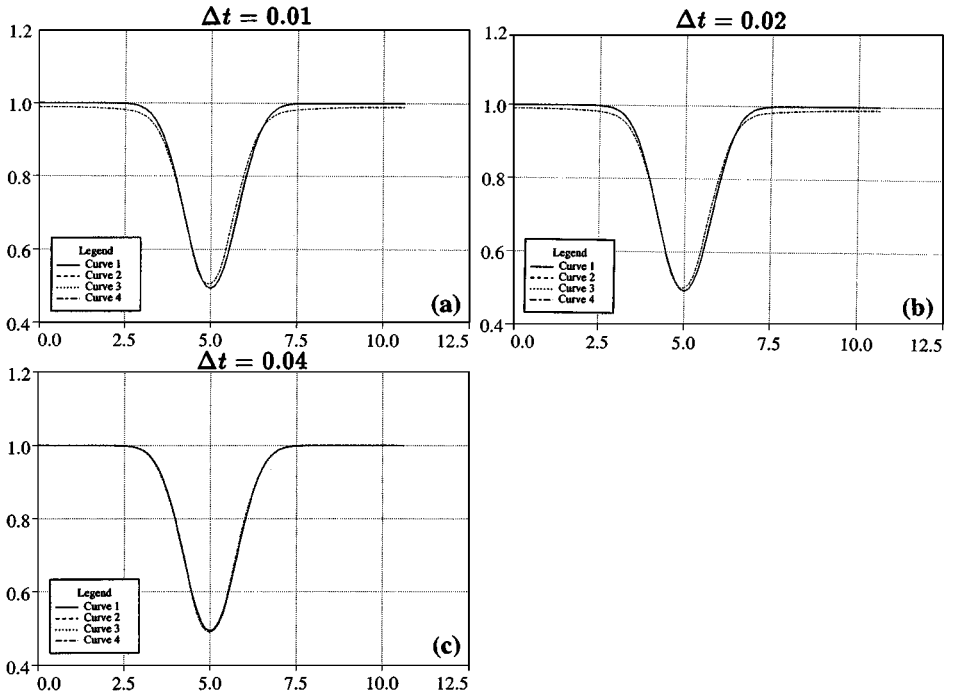 Δt = 0.01
1.2
1.0
0.8
0.6
0.4
Legend
Curve 1
Curve 2
Curve 3
Curve 4
(a)
0.0 2.5 5.0 7.5 10.0 12.5
Δt = 0.02
1.2
1.0
0.8
0.6
0.4
Legend
Curve 1
Curve 2
Curve 3
Curve 4
(b)
0.0 2.5 5.0 7.5 10.0 12.5
Δt = 0.04
1.2
1.0
0.8
0.6
0.4
Legend
Curve 1
Curve 2
Curve 3
Curve 4
(c)
0.0 2.5 5.0 7.5 10.0 12.5